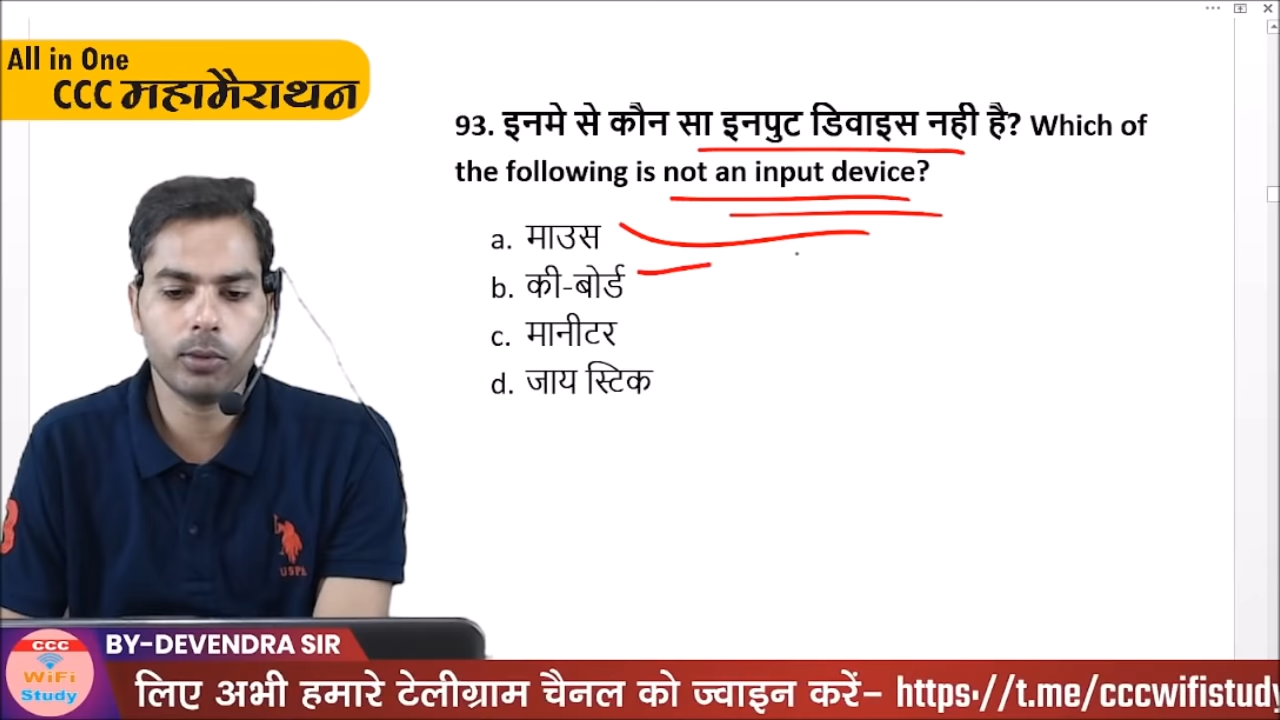 All in One
CCC महामैराथन
93. इनमे से कौन सा इनपुट डिवाइस नही है? Which of
the following is not an input device?
a. माउस
b. की-बोर्ड
c. मानीटर
d. जाय स्टिक
USPA
CCC
WiFi
Study
BY-DEVENDRA SIR
लिए अभी हमारे टेलीग्राम चैनल को ज्वाइन करें– https://t.me/cccwifistudy